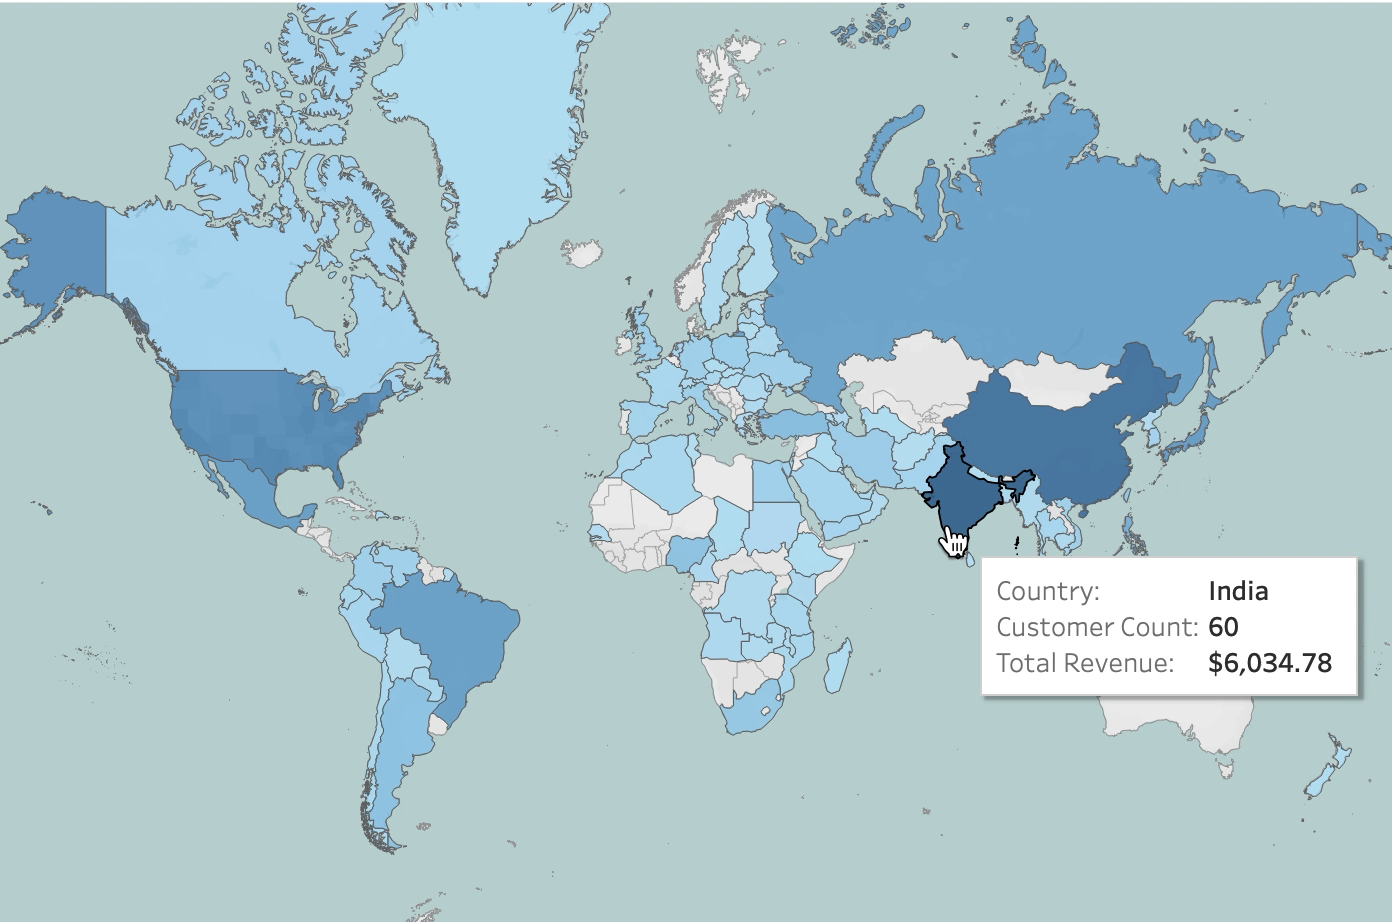 Country: India
Customer Count: 60
Total Revenue: $6,034.78